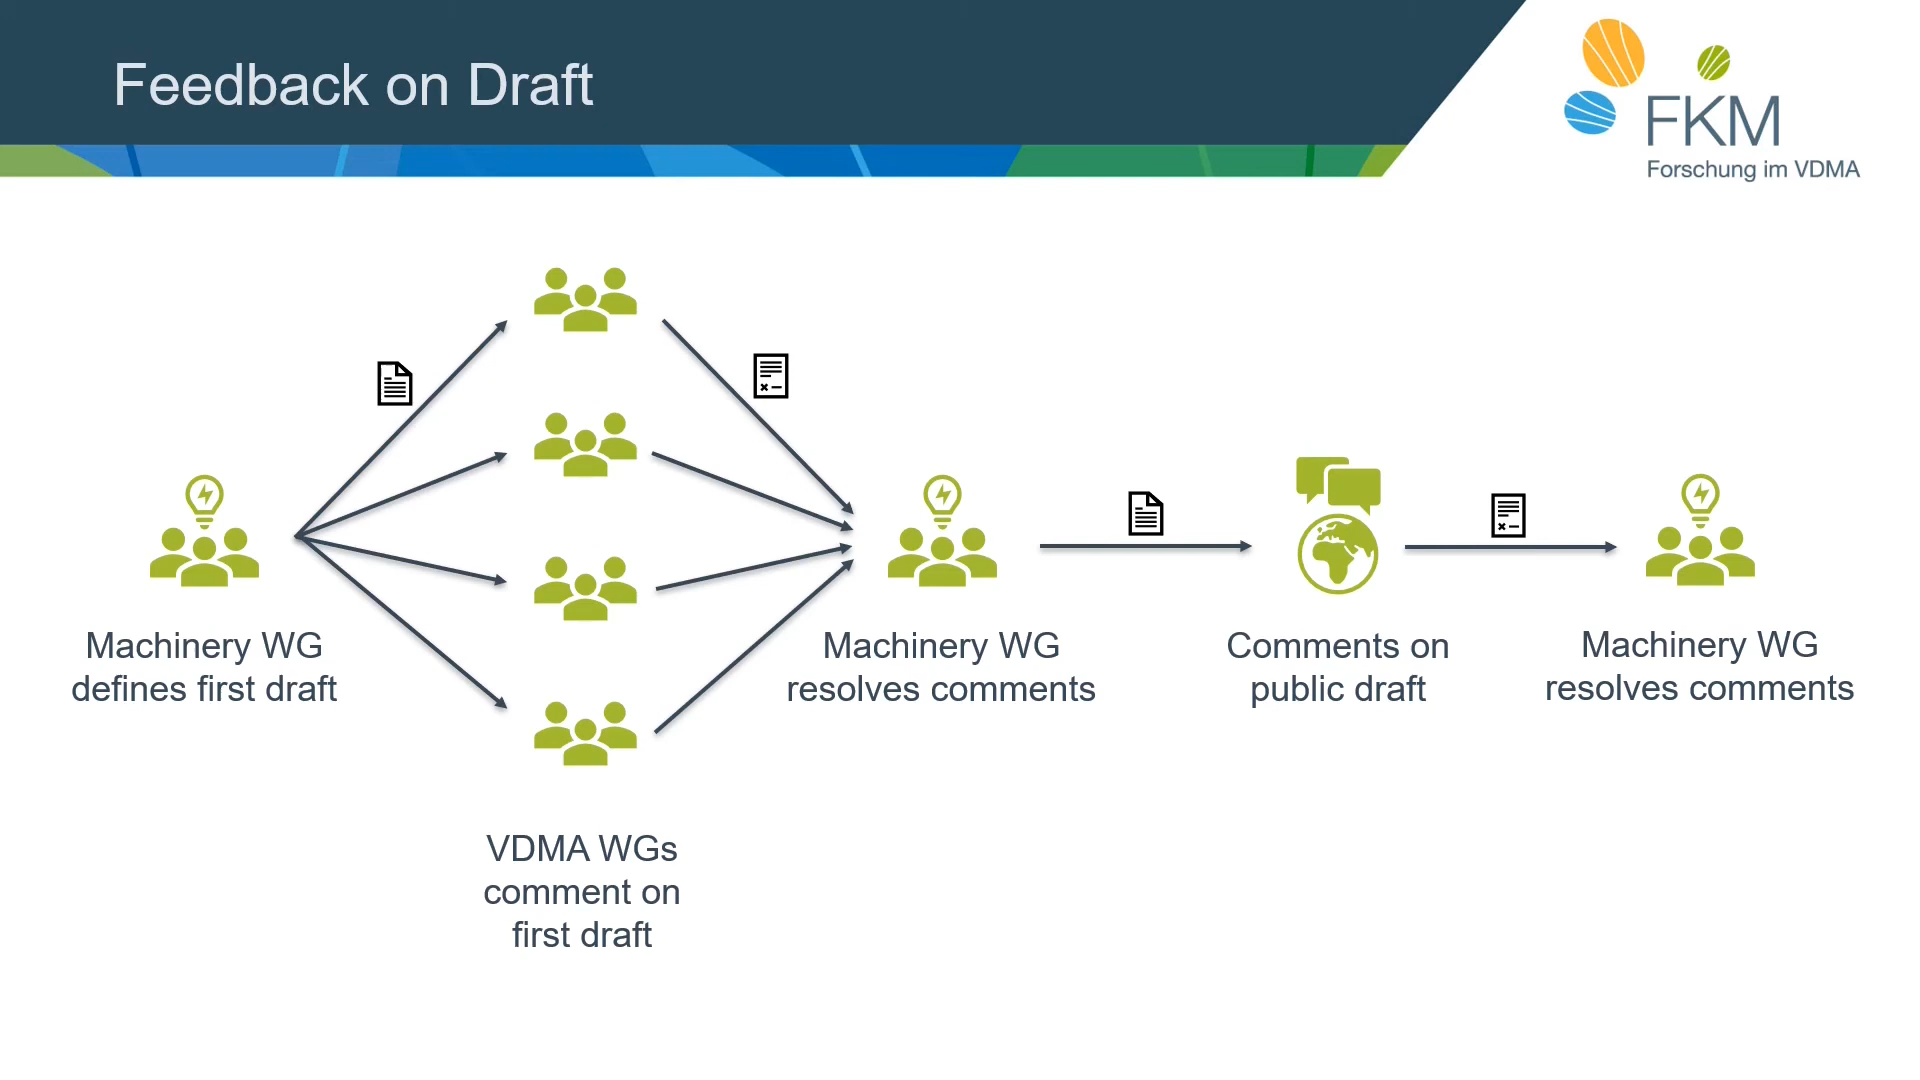 Feedback on Draft
FKM
Forschung im VDMA
Machinery WG
defines first draft
VDMA WGs
comment on
first draft
Machinery WG
resolves comments
Comments on
public draft
Machinery WG
resolves comments